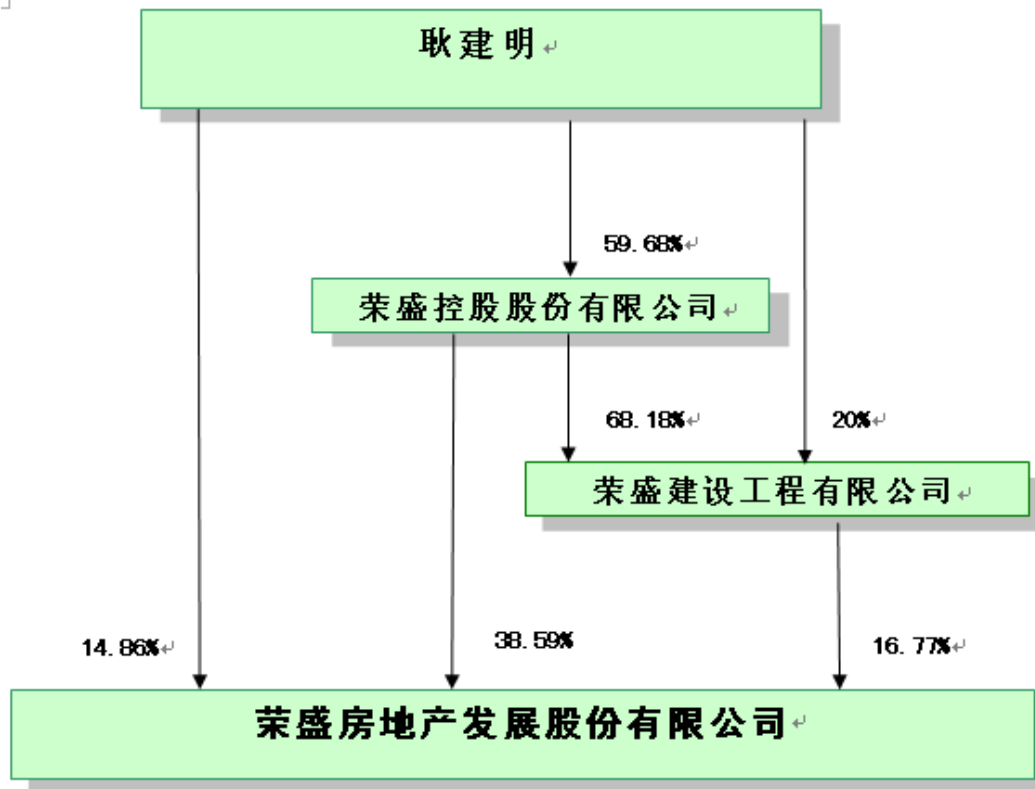 耿建明
59.68%
荣盛控股股份有限公司
68.18%
20%
荣盛建设工程有限公司
14.86%
38.59%
16.77%
荣盛房地产发展股份有限公司